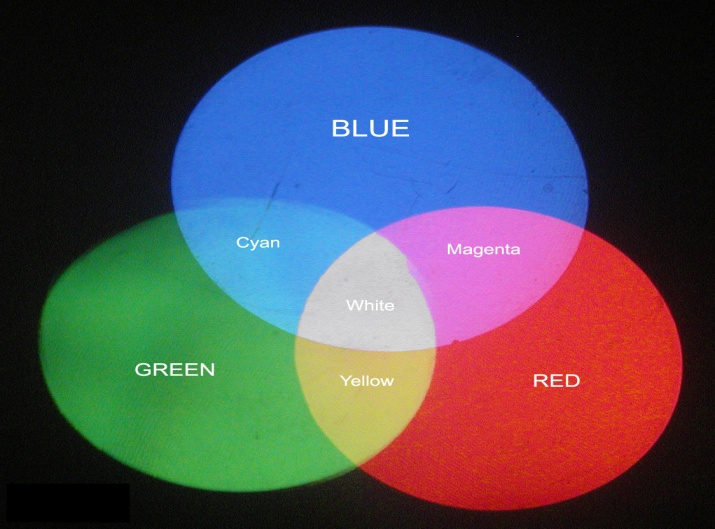 BLUE
Cyan
Magenta
White
GREEN
Yellow
RED